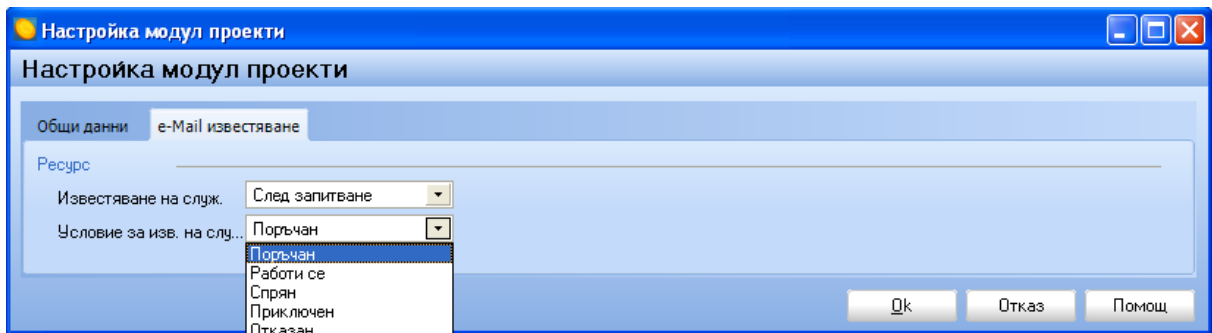 Настройка модул проекти
Настройка модул проекти
Общи данни e-Mail известяване
Ресурс
Известяване на служ. След запитване
Условие за изв. на слу... Поръчан
Поръчан
Работи се
Спрян
Приключен
Отказан
Ok Отказ Помощ